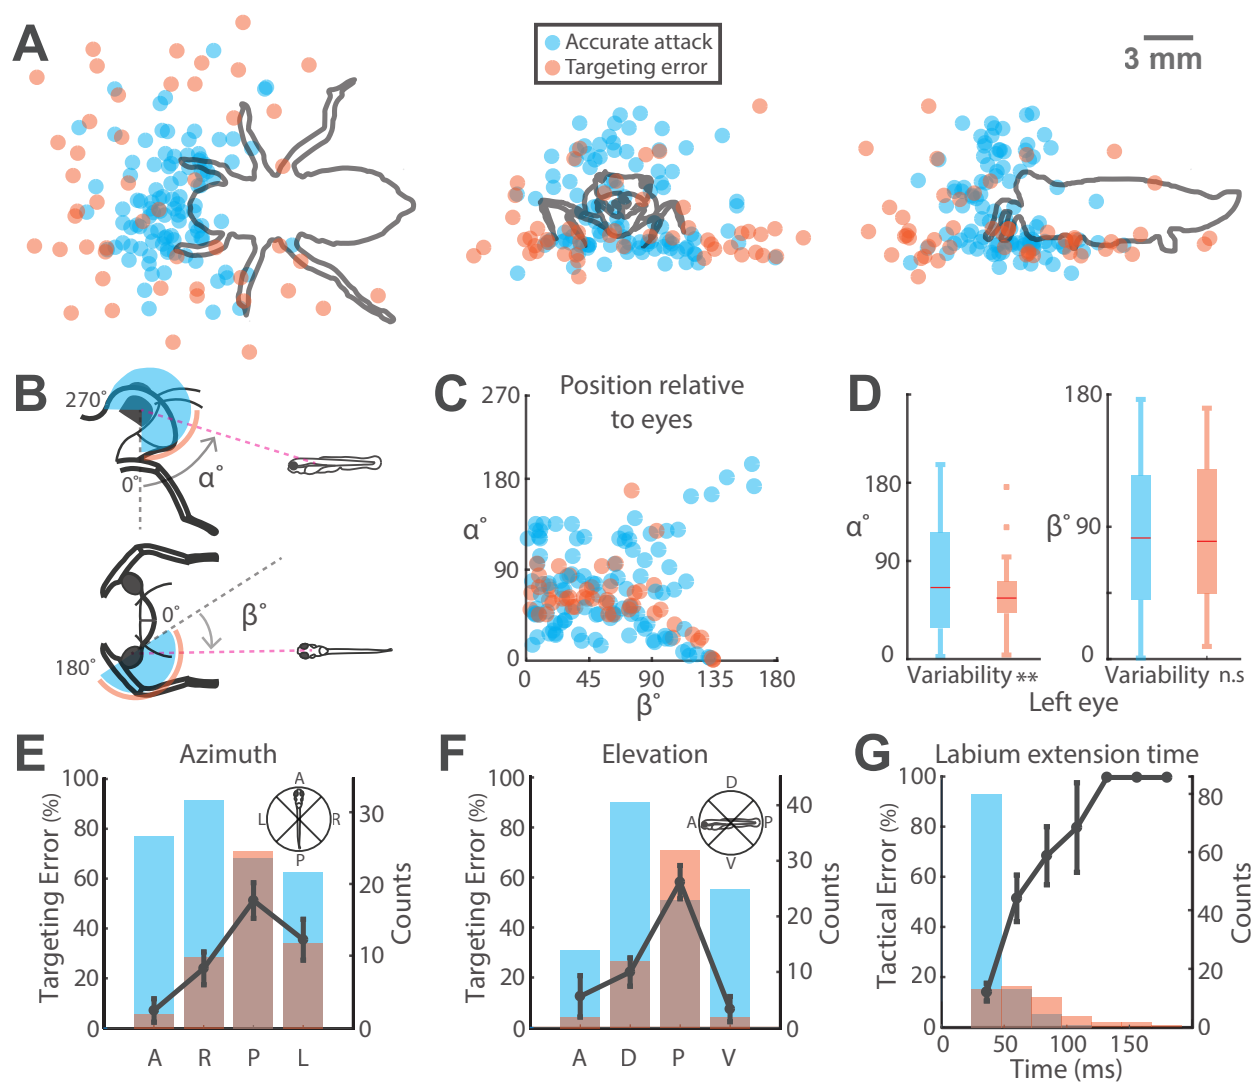 A
Accurate attack
Targeting error
3 mm
B
270°
0°
α°
0°
β°
180°
C
Position relative
to eyes
270
180
α°
90
0
0 45 90 135 180
β°
D
180
α°
90
0
Variability **
180
β°
90
0
Variability n.s
Left eye
E
Azimuth
100
80
60
40
20
0
Targeting Error (%)
A
L R
P
30
20
10
0
Counts
A R P L
F
Elevation
100
80
60
40
20
0
Targeting Error (%)
D
A P
V
40
30
20
10
0
Counts
A D P V
G
Labium extension time
100
80
60
40
20
0
Tactical Error (%)
80
60
40
20
0
Counts
0 50 100 150
Time (ms)